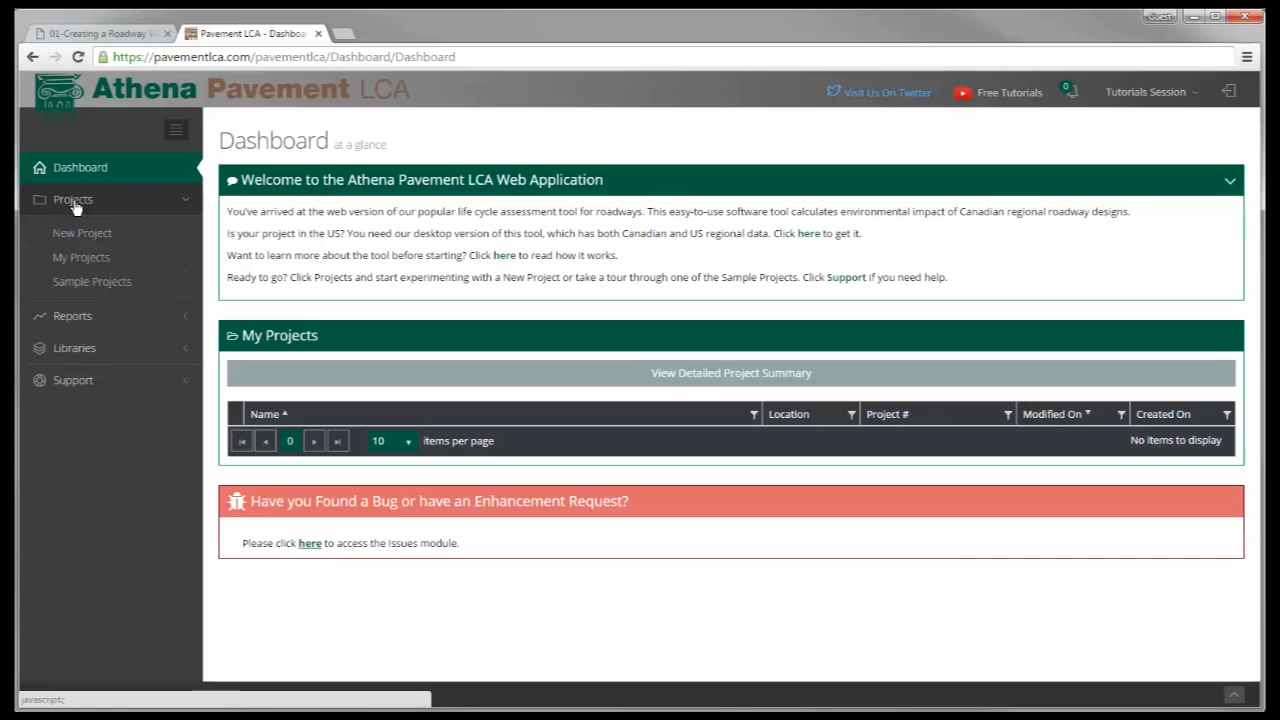 Guest
01-Creating a Roadway V
Pavement LCA - Dashboa
https://pavementlca.com/pavementlca/Dashboard/Dashboard
Athena Pavement LCA
Visit Us On Twitter
Free Tutorials
0
Tutorials Session
Dashboard
Projects
New Project
My Projects
Sample Projects
Reports
Libraries
Support
Dashboard at a glance
Welcome to the Athena Pavement LCA Web Application
You've arrived at the web version of our popular life cycle assessment tool for roadways. This easy-to-use software tool calculates environmental impact of Canadian regional roadway designs.
Is your project in the US? You need our desktop version of this tool, which has both Canadian and US regional data. Click here to get it.
Want to learn more about the tool before starting? Click here to read how it works.
Ready to go? Click Projects and start experimenting with a New Project or take a tour through one of the Sample Projects. Click Support if you need help.
My Projects
View Detailed Project Summary
Name Location Project # Modified On Created On
0 10 items per page No items to display
Have you Found a Bug or have an Enhancement Request?
Please click here to access the Issues module.
javascript:;